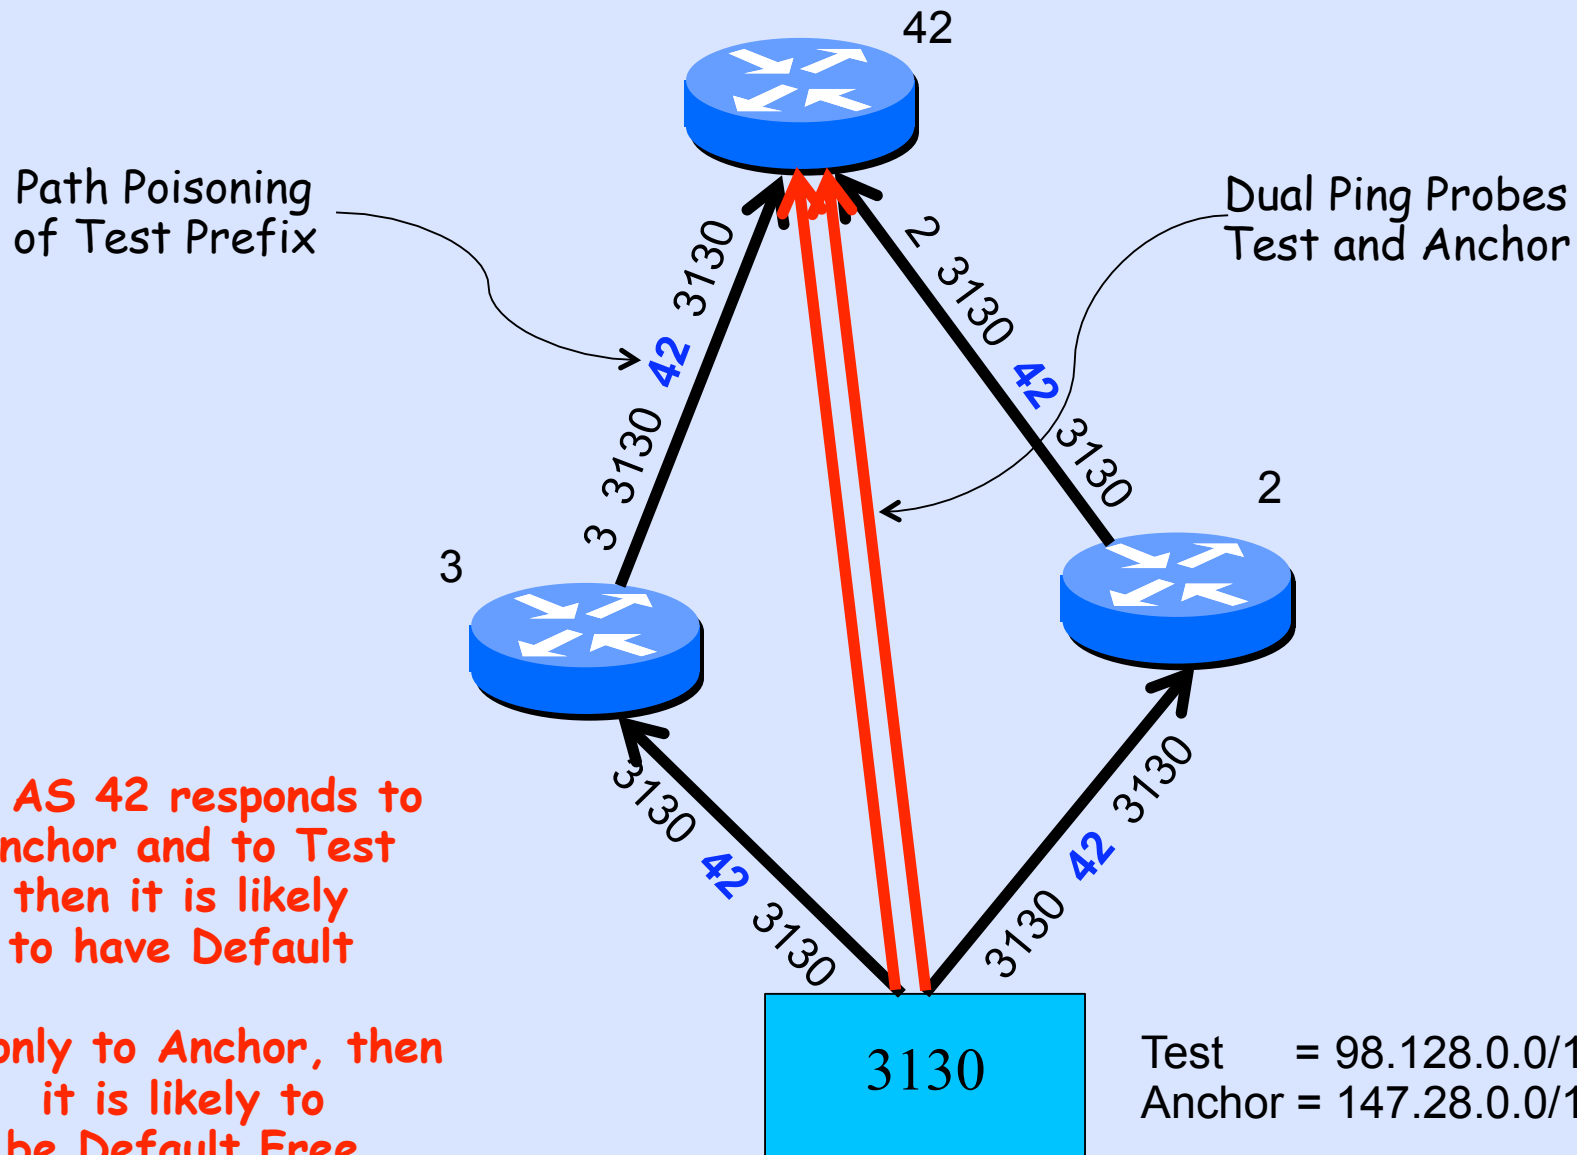 42
Path Poisoning
of Test Prefix
Dual Ping Probes
Test and Anchor
3 3130 42 3130
2 3130 42 3130
3
2
3130 42 3130
3130 42 3130
AS 42 responds to
nchor and to Test
then it is likely
to have Default
only to Anchor, then
it is likely to
be Default Free
3130
Test = 98.128.0.0/1
Anchor = 147.28.0.0/1